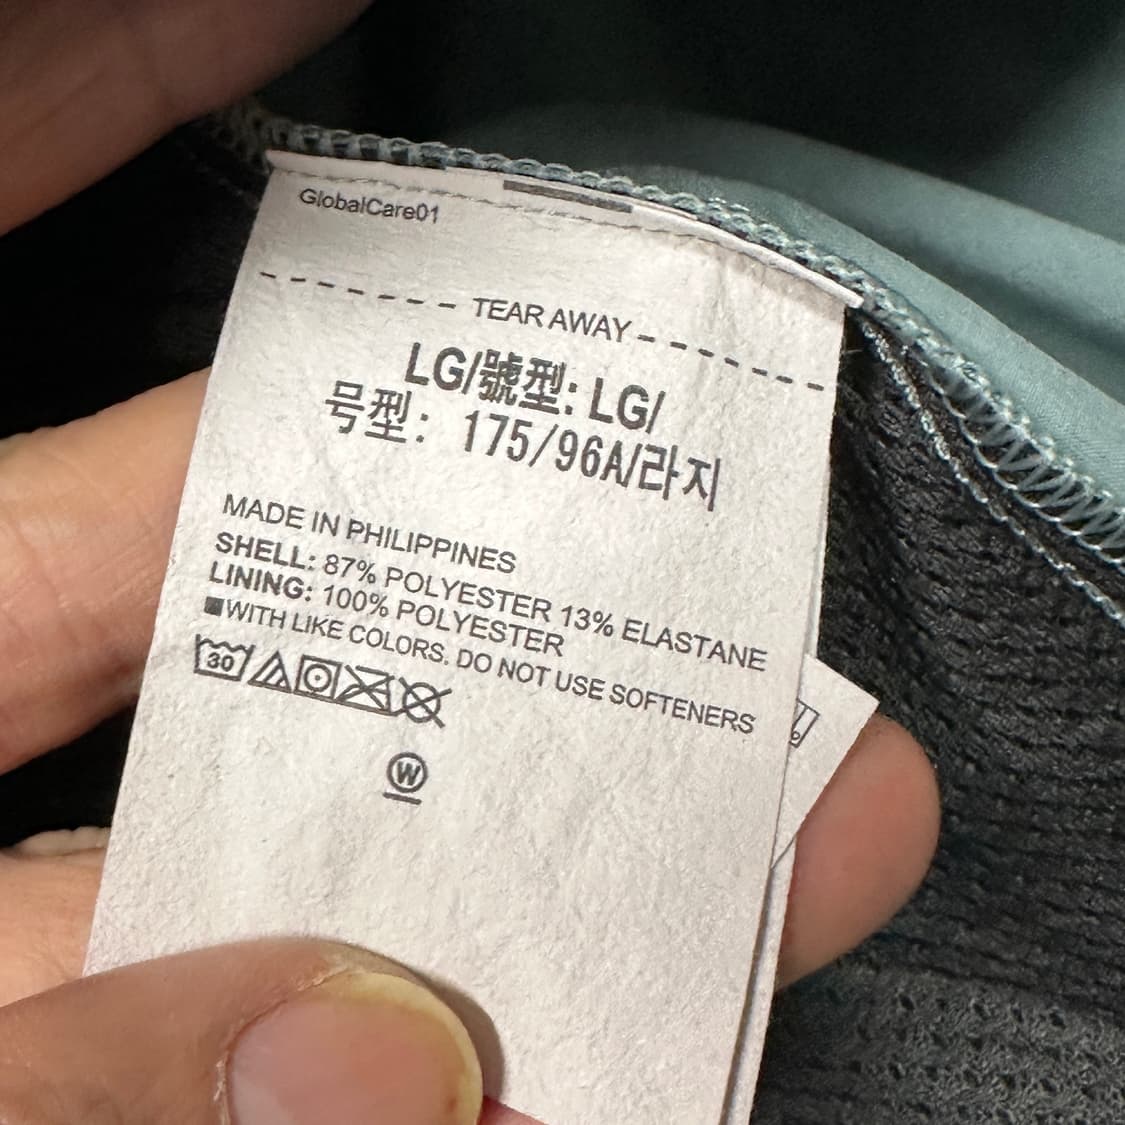 GlobalCare01
TEAR AWAY
LG/號型: LG/
号型: 175/96A/라지
MADE IN PHILIPPINES
SHELL: 87% POLYESTER 13% ELASTANE
LINING: 100% POLYESTER
■WITH LIKE COLORS. DO NOT USE SOFTENERS
30
W